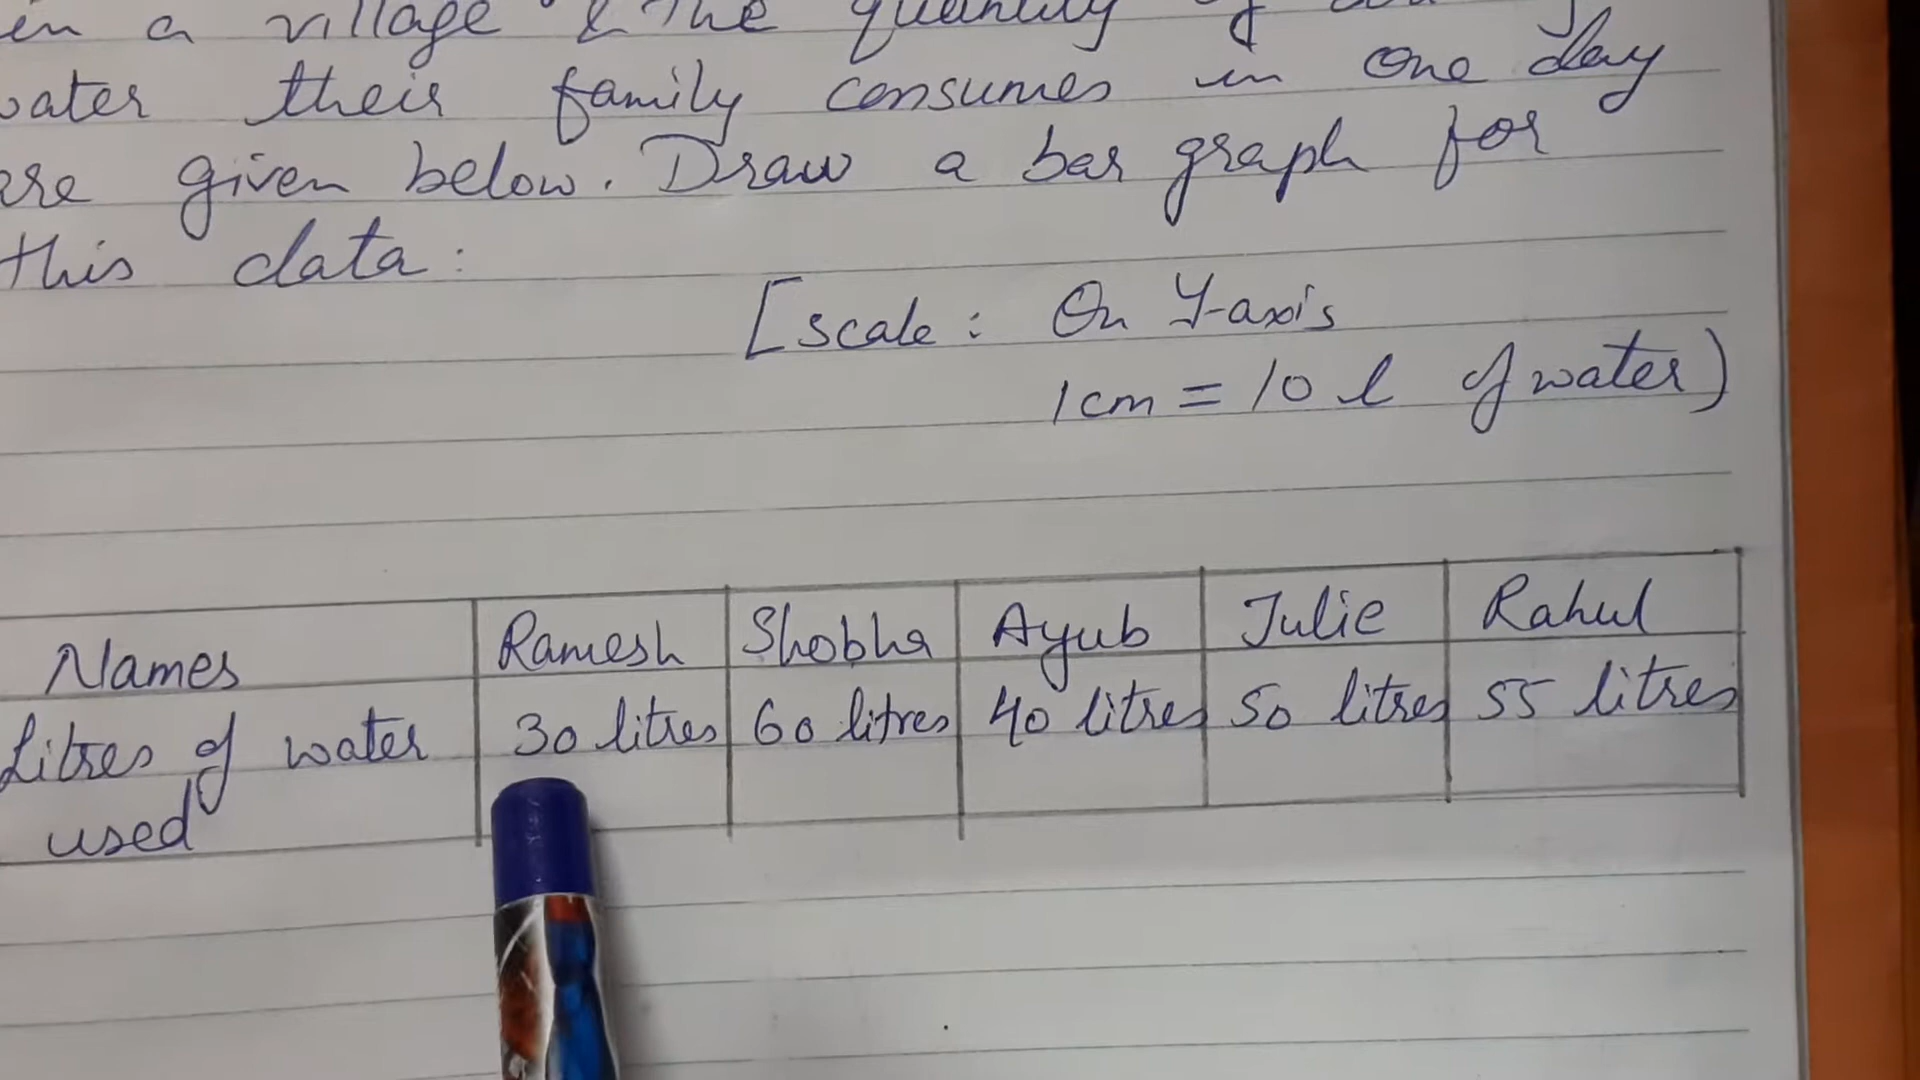 in a village & the quantity of
water their family consumes in one day
are given below. Draw a bar graph for
this data:
[scale: On Y-axis
1cm = 10 l of water)
Names Ramesh Shobha Ayub Julie Rahul
Litres of water used 30 litres 60 litres 40 litres 50 litres 55 litres